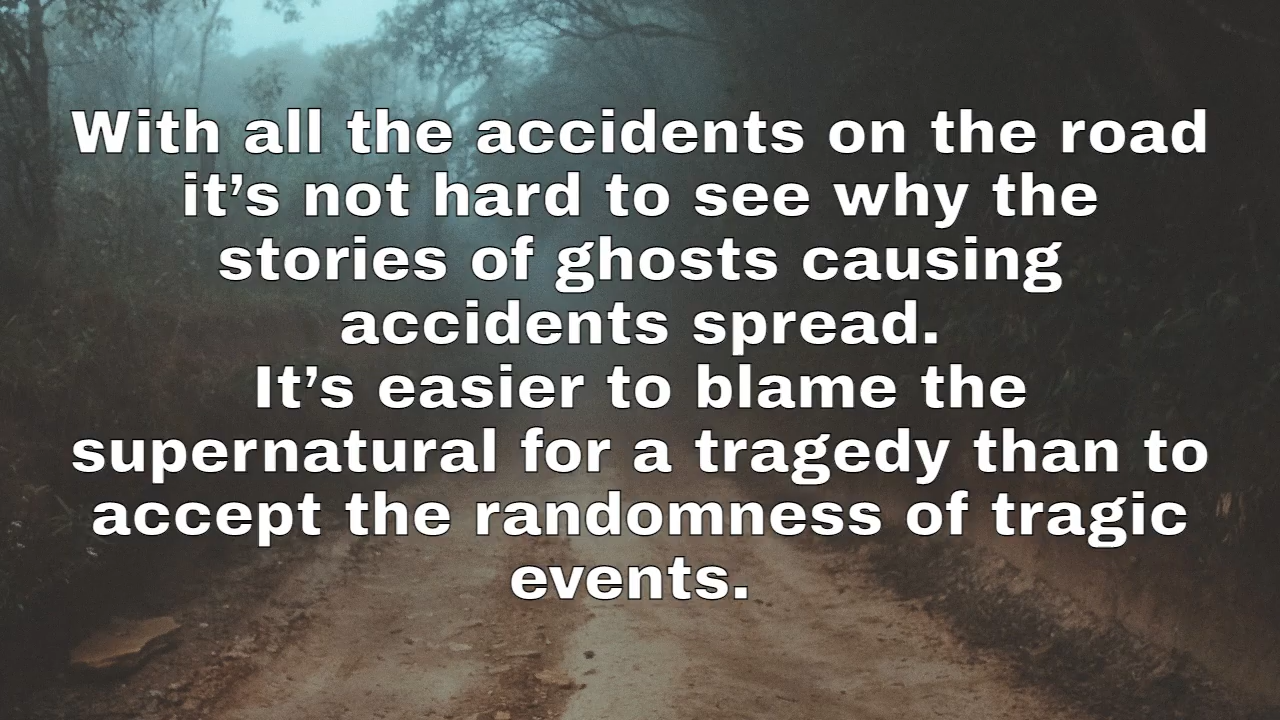 With all the accidents on the road
it’s not hard to see why the
stories of ghosts causing
accidents spread.
It’s easier to blame the
supernatural for a tragedy than to
accept the randomness of tragic
events.